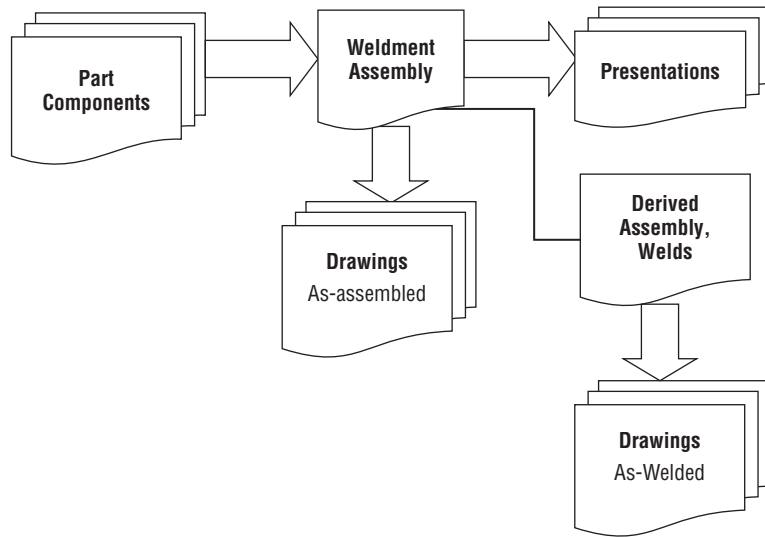 Part
Components
Weldment
Assembly
Presentations
Drawings
As-assembled
Derived
Assembly,
Welds
Drawings
As-Welded